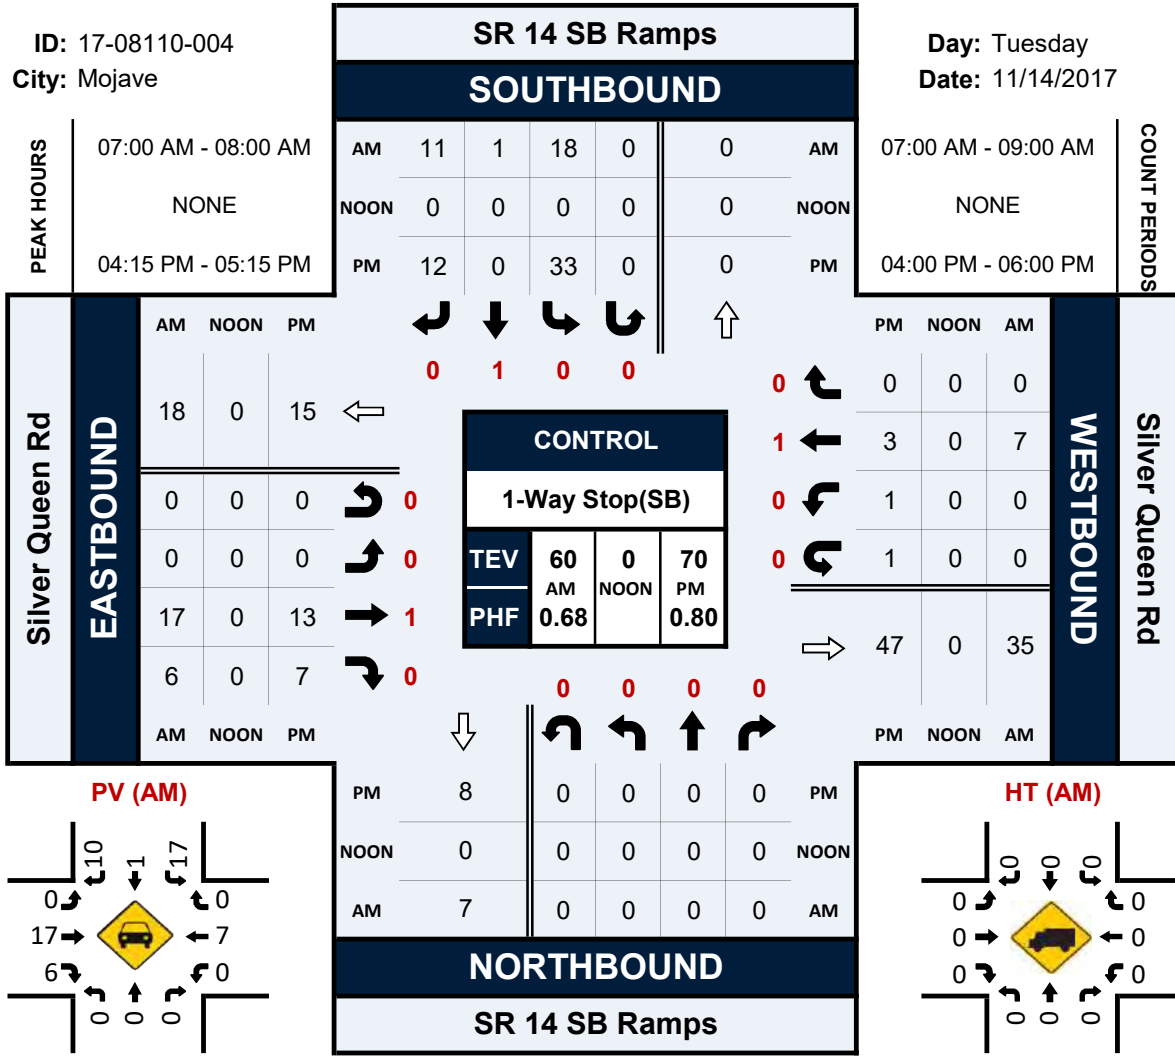 SR 14 SB Ramps
ID: 17-08110-004
Day: Tuesday
City: Mojave
Date: 11/14/2017
SOUTHBOUND
PEAK HOURS
07:00 AM - 08:00 AM
NONE
04:15 PM - 05:15 PM
AM 11 1 18 0 0 AM
NOON 0 0 0 0 0 NOON
PM 12 0 33 0 0 PM
07:00 AM - 09:00 AM
NONE
04:00 PM - 06:00 PM
COUNT PERIODS
0 1 0 0
Silver Queen Rd
EASTBOUND
AM NOON PM
18 0 15
0 0 0 0
0 0 0 0
17 0 13 1
6 0 7 0
AM NOON PM
CONTROL
1-Way Stop(SB)
TEV 60 0 70
AM NOON PM
PHF 0.68 0.80
PM NOON AM
0 0 0 0
1 3 0 7
0 1 0 0
0 1 0 0
47 0 35
PM NOON AM
WESTBOUND
Silver Queen Rd
0 0 0 0
PM 8 0 0 0 0 PM
NOON 0 0 0 0 0 NOON
AM 7 0 0 0 0 AM
NORTHBOUND
SR 14 SB Ramps
PV (AM)
10 1 17
0 0
17 7
6 0
0 0 0
HT (AM)
0 0 0
0 0
0 0
0 0
0 0 0